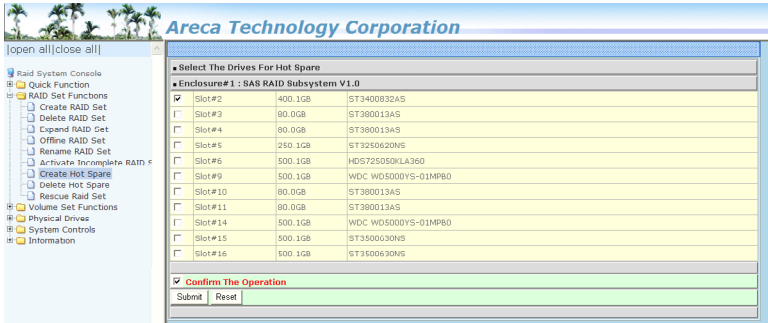 Areca Technology Corporation
|open all|close all|
Raid System Console
Quick Function
RAID Set Functions
Create RAID Set
Delete RAID Set
Expand RAID Set
Offline RAID Set
Rename RAID Set
Activate Incomplete RAID S
Create Hot Spare
Delete Hot Spare
Rescue Raid Set
Volume Set Functions
Physical Drives
System Controls
Information
Select The Drives For Hot Spare
Enclosure#1 : SAS RAID Subsystem V1.0
Slot#2 400.1GB ST3400832AS
Slot#3 80.0GB ST380013AS
Slot#4 80.0GB ST380013AS
Slot#5 250.1GB ST3250620NS
Slot#6 500.1GB HDS725050KLA360
Slot#9 500.1GB WDC WD5000YS-01MPB0
Slot#10 80.0GB ST380013AS
Slot#11 80.0GB ST380013AS
Slot#14 500.1GB WDC WD5000YS-01MPB0
Slot#15 500.1GB ST3500630NS
Slot#16 500.1GB ST3500630NS
Confirm The Operation
Submit Reset